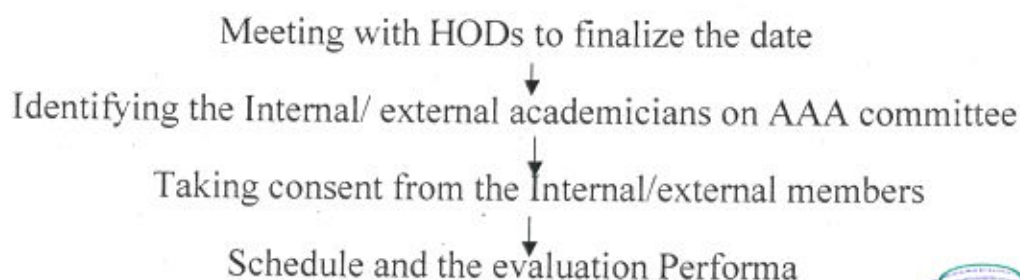 Meeting with HODs to finalize the date
Identifying the Internal/ external academicians on AAA committee
Taking consent from the Internal/external members
Schedule and the evaluation Performa